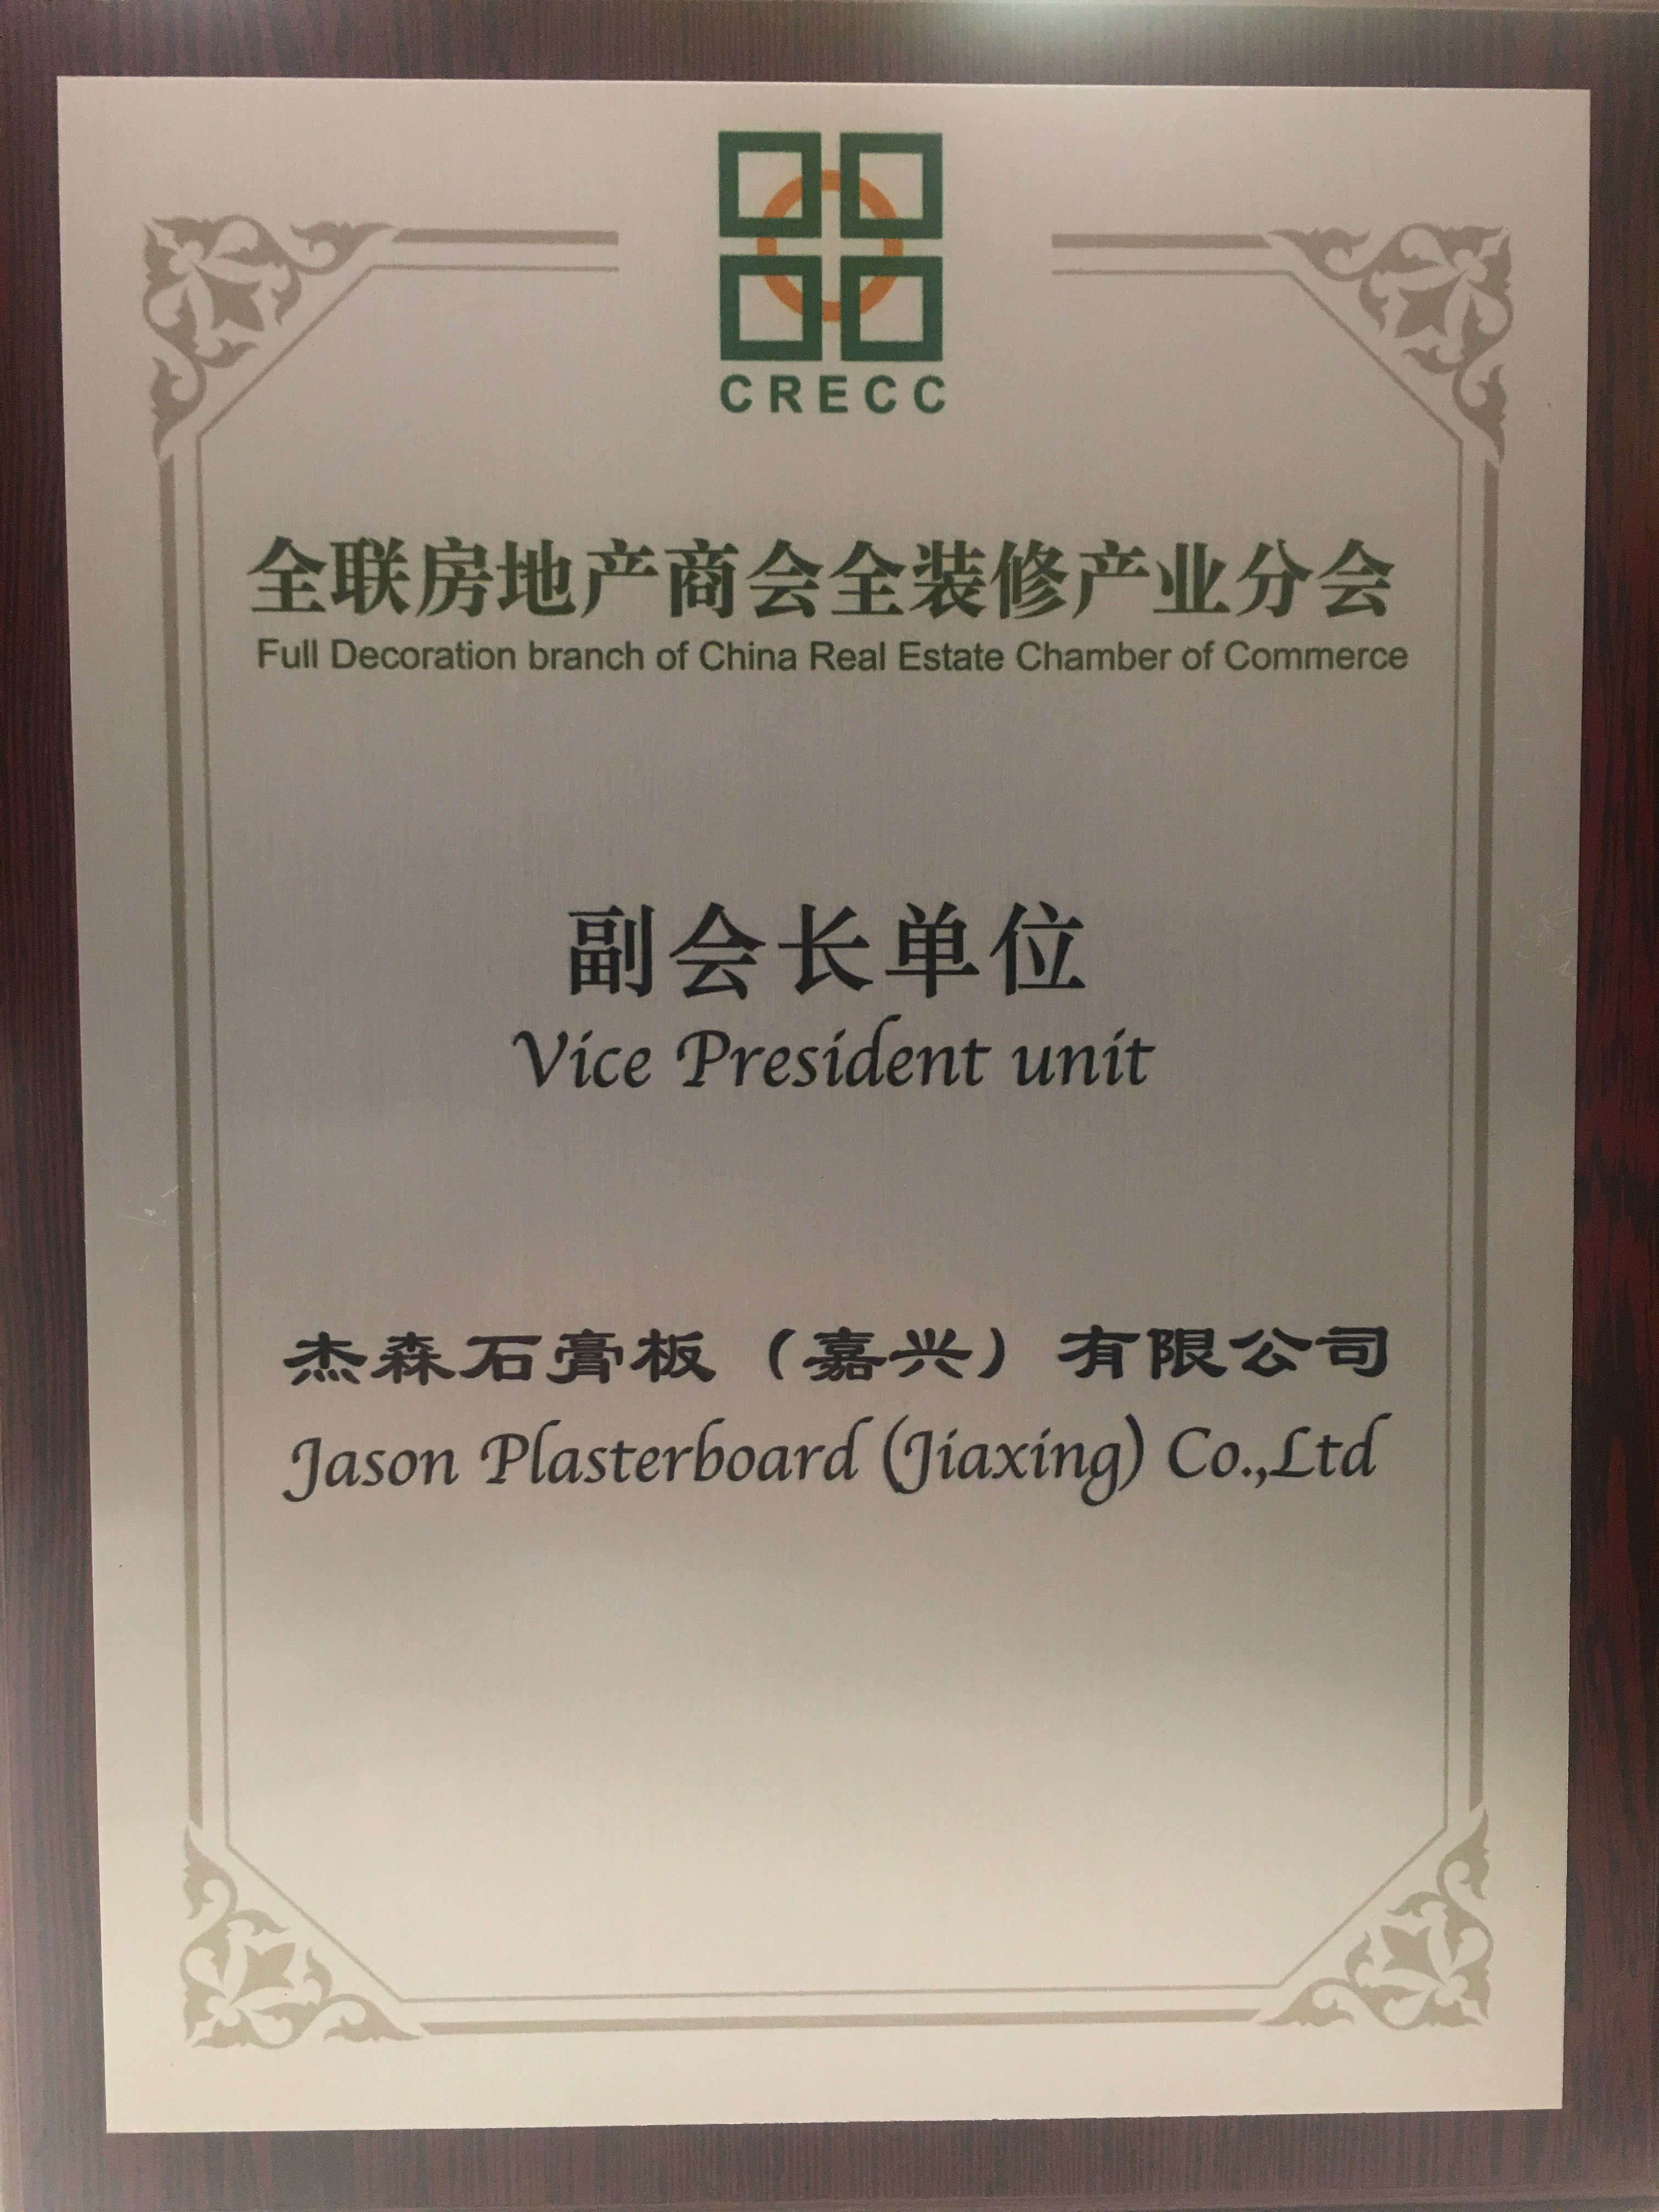 CRECC
全联房地产商会全装修产业分会
Full Decoration branch of China Real Estate Chamber of Commerce
副会长单位
Vice President unit
杰森石膏板（嘉兴）有限公司
Jason Plasterboard (Jiaxing) Co.,Ltd